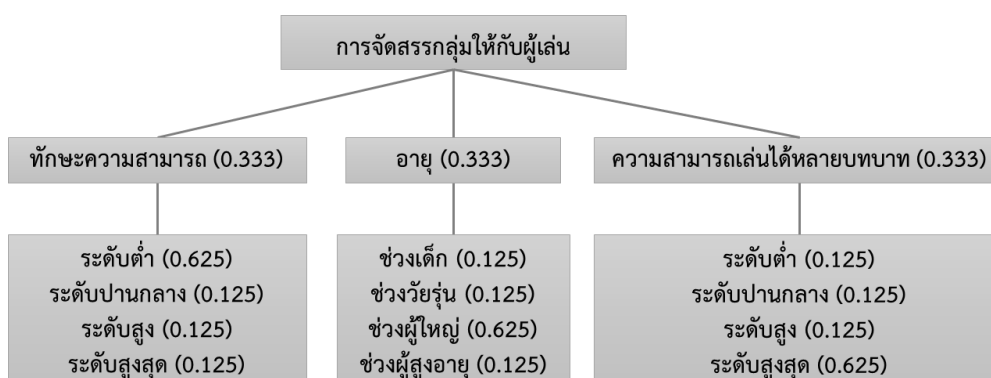 การจัดสรรกลุ่มให้กับผู้เล่น
ทักษะความสามารถ (0.333)
อายุ (0.333)
ความสามารถเล่นได้หลายบทบาท (0.333)
ระดับต่ำ (0.625)
ระดับปานกลาง (0.125)
ระดับสูง (0.125)
ระดับสูงสุด (0.125)
ช่วงเด็ก (0.125)
ช่วงวัยรุ่น (0.125)
ช่วงผู้ใหญ่ (0.625)
ช่วงผู้สูงอายุ (0.125)
ระดับต่ำ (0.125)
ระดับปานกลาง (0.125)
ระดับสูง (0.125)
ระดับสูงสุด (0.625)